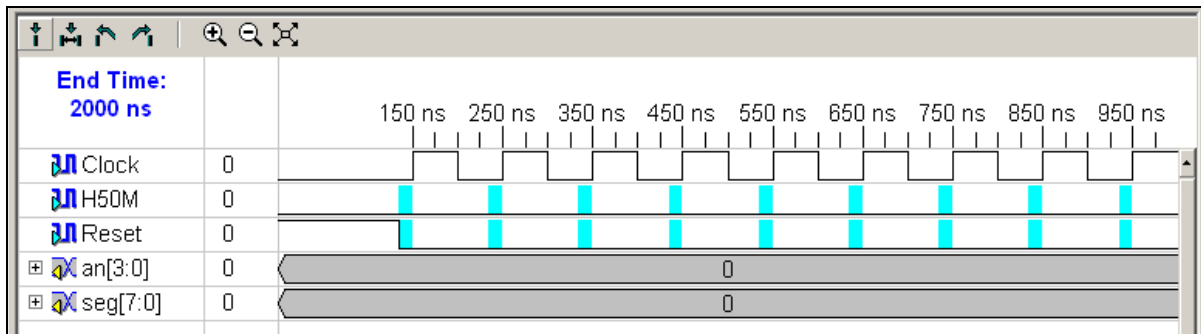 End Time:
2000 ns
150 ns 250 ns 350 ns 450 ns 550 ns 650 ns 750 ns 850 ns 950 ns
Clock 0
H50M 0
Reset 0
an[3:0] 0 0
seg[7:0] 0 0